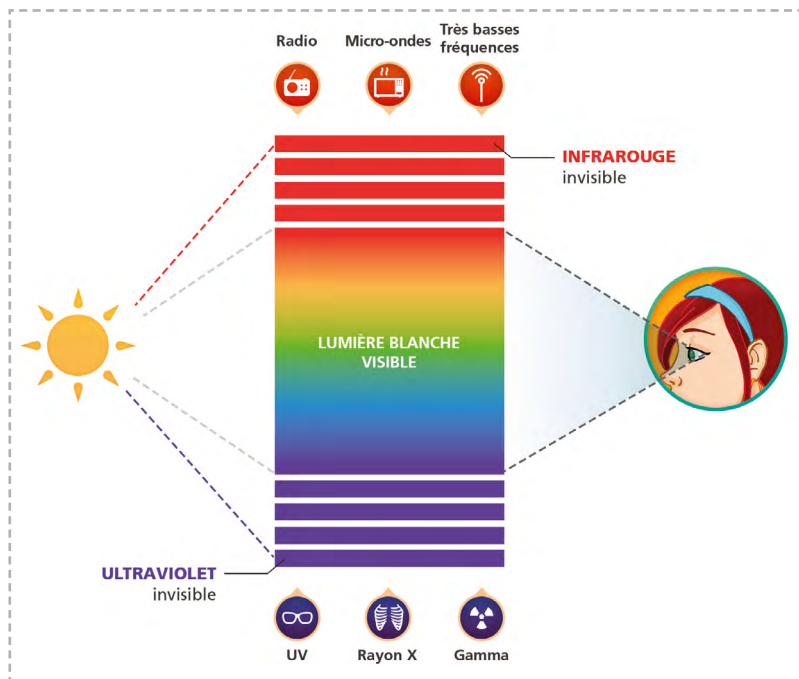 Radio
Micro-ondes
Très basses
fréquences
INFRAROUGE
invisible
LUMIÈRE BLANCHE
VISIBLE
ULTRAVIOLET
invisible
UV
Rayon X
Gamma